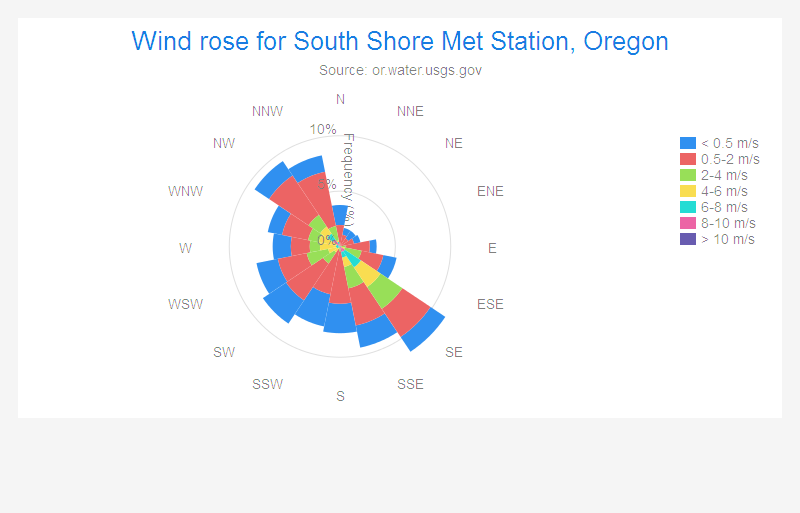 Wind rose for South Shore Met Station, Oregon
Source: or.water.usgs.gov
N
NNE
NE
ENE
E
ESE
SE
SSE
S
SSW
SW
WSW
W
WNW
NW
NNW
10%
5%
0%
Frequency (%)
< 0.5 m/s
0.5-2 m/s
2-4 m/s
4-6 m/s
6-8 m/s
8-10 m/s
> 10 m/s